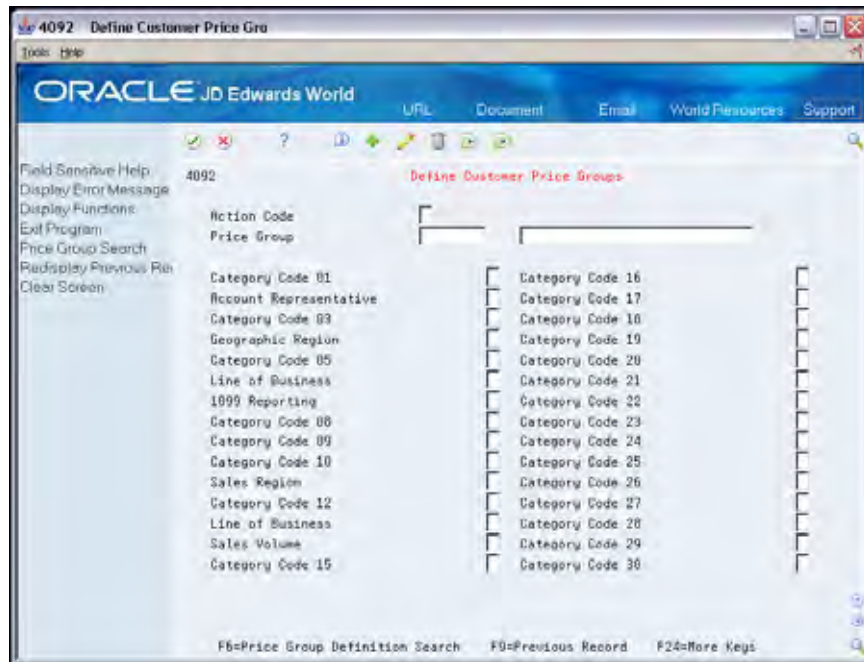 4092 Define Customer Price Gro
Tools Help
ORACLE JD Edwards World
URL Document Email World Resources Support
Field Sensitive Help
Display Error Message
Display Functions
Exit Program
Price Group Search
Redisplay Previous Rec
Clear Screen
4092 Define Customer Price Groups
Action Code
Price Group
Category Code 01 Category Code 16
Account Representative Category Code 17
Category Code 03 Category Code 18
Geographic Region Category Code 19
Category Code 05 Category Code 20
Line of Business Category Code 21
1099 Reporting Category Code 22
Category Code 08 Category Code 23
Category Code 09 Category Code 24
Category Code 10 Category Code 25
Sales Region Category Code 26
Category Code 12 Category Code 27
Line of Business Category Code 28
Sales Volume Category Code 29
Category Code 15 Category Code 30
F6=Price Group Definition Search F9=Previous Record F24=More Keys